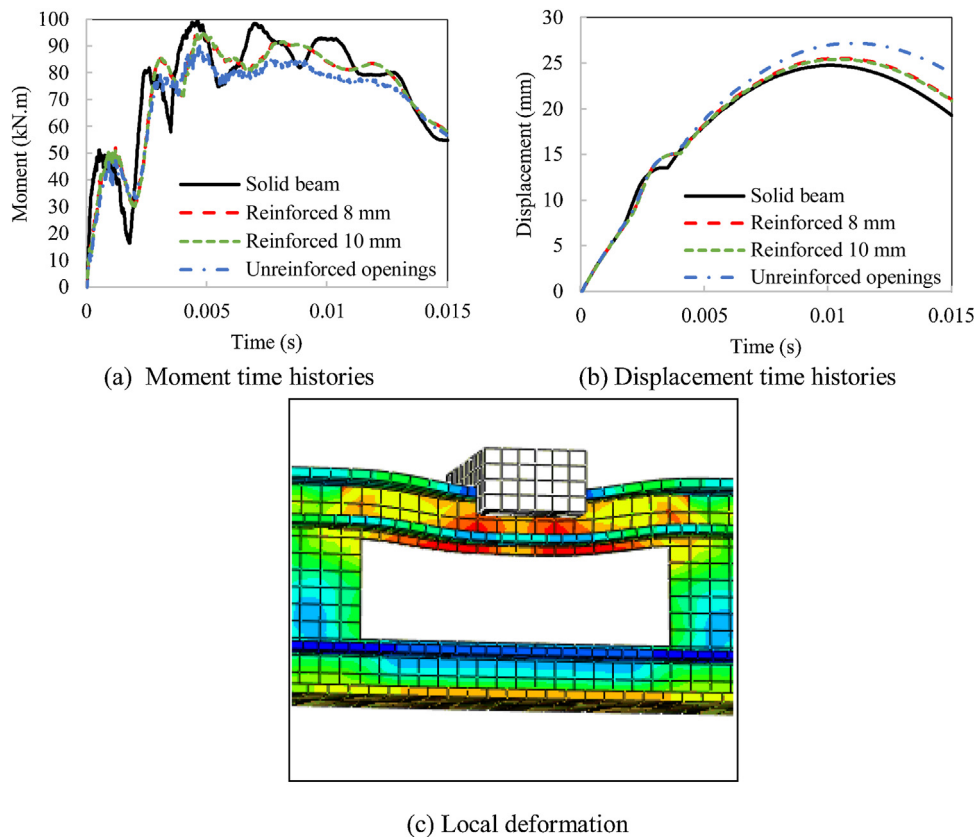 100
90
80
70
60
50
40
30
20
10
0
Moment (kN.m)
Solid beam
Reinforced 8 mm
Reinforced 10 mm
Unreinforced openings
0
0.005
0.01
0.015
Time (s)
(a) Moment time histories
30
25
20
15
10
5
0
Displacement (mm)
Solid beam
Reinforced 8 mm
Reinforced 10 mm
Unreinforced openings
0
0.005
0.01
0.015
Time (s)
(b) Displacement time histories
(c) Local deformation